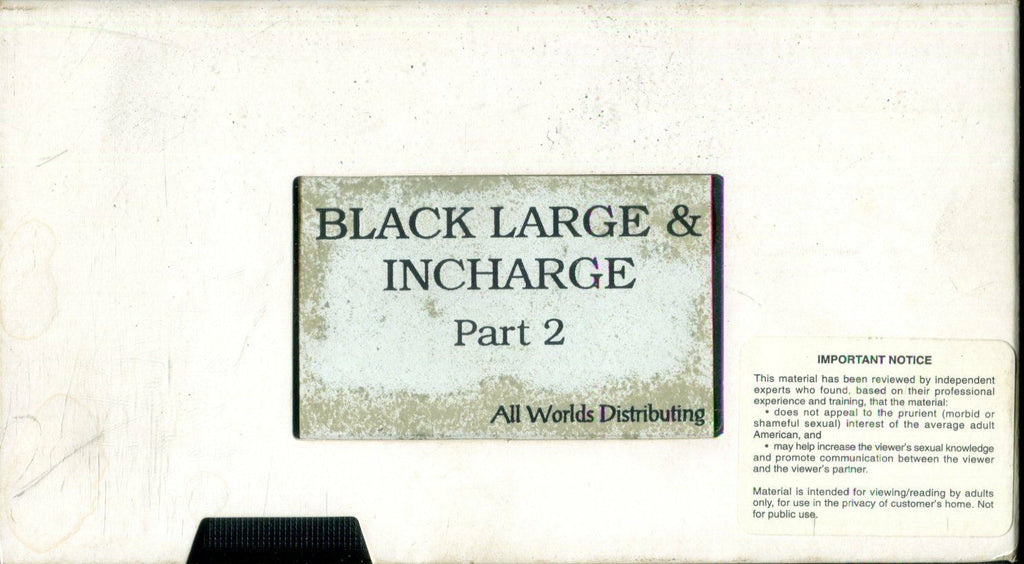 BLACK LARGE &
INCHARGE
Part 2
All Worlds Distributing
IMPORTANT NOTICE
This material has been reviewed by independent
experts who found, based on their professional
experience and training, that the material:
• does not appeal to the prurient (morbid or
shameful sexual) interest of the average adult
American, and
• may help increase the viewer's sexual knowledge
and promote communication between the viewer
and the viewer's partner.
Material is intended for viewing/reading by adults
only, for use in the privacy of customer's home. Not
for public use.